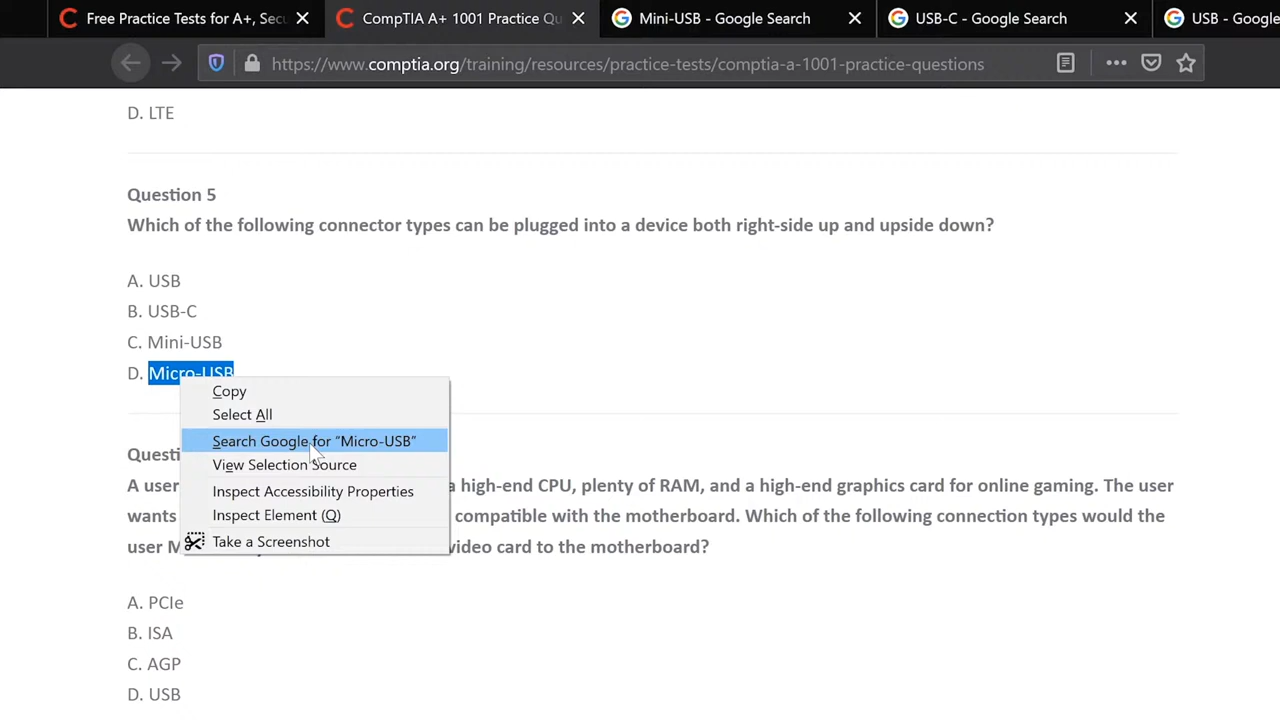 Free Practice Tests for A+, Secu
CompTIA A+ 1001 Practice Qu
Mini-USB - Google Search
USB-C - Google Search
USB - Google
https://www.comptia.org/training/resources/practice-tests/comptia-a-1001-practice-questions
D. LTE
Question 5
Which of the following connector types can be plugged into a device both right-side up and upside down?
A. USB
B. USB-C
C. Mini-USB
D. Micro-USB
Copy
Select All
Search Google for “Micro-USB”
View Selection Source
Inspect Accessibility Properties
Inspect Element (Q)
Take a Screenshot
Questi
A user a high-end CPU, plenty of RAM, and a high-end graphics card for online gaming. The user
wants compatible with the motherboard. Which of the following connection types would the
user video card to the motherboard?
A. PCIe
B. ISA
C. AGP
D. USB